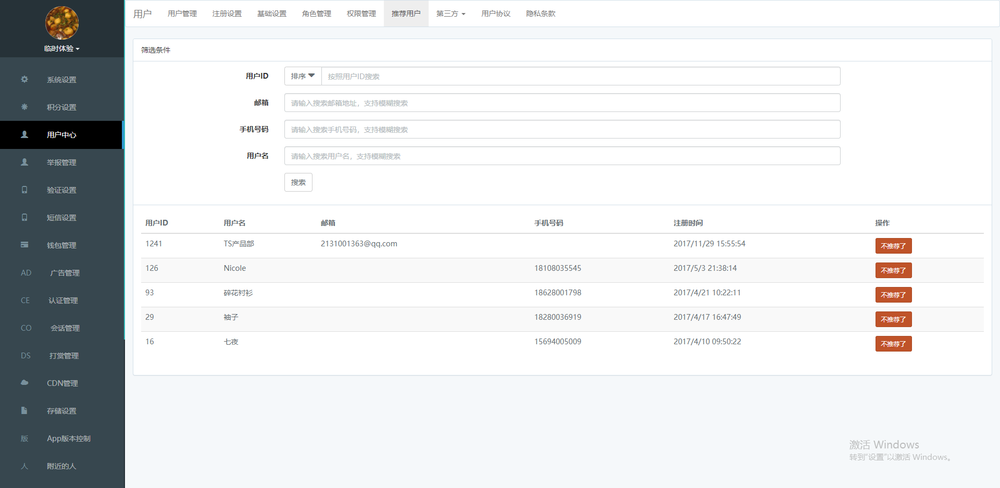 临时体验
系统设置
积分设置
用户中心
举报管理
验证设置
短信设置
钱包管理
AD 广告管理
CE 认证管理
CO 会话管理
DS 打赏管理
CDN管理
存储设置
版 App版本控制
人 附近的人
用户 用户管理 注册设置 基础设置 角色管理 权限管理 推荐用户 第三方 用户协议 隐私条款
筛选条件
用户ID 排序 按照用户ID搜索
邮箱 请输入搜索邮箱地址，支持模糊搜索
手机号码 请输入搜索手机号码，支持模糊搜索
用户名 请输入搜索用户名，支持模糊搜索
搜索
用户ID 用户名 邮箱 手机号码 注册时间 操作
1241 TS产品部 2131001363@qq.com 2017/11/29 15:55:54 不推荐了
126 Nicole 18108035545 2017/5/3 21:38:14 不推荐了
93 碎花衬衫 18628001798 2017/4/21 10:22:11 不推荐了
29 袖子 18280036919 2017/4/17 16:47:49 不推荐了
16 七夜 15694005009 2017/4/10 09:50:22 不推荐了
激活 Windows
转到"设置"以激活 Windows。